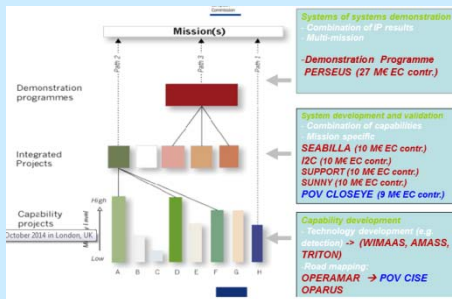 Commission
Mission(s)
Path 2
Path 3
Path 1
Demonstration
programmes
Integrated
Projects
Capability
projects
High
Low
October 2014 in London, UK.
A B C D E F G H
Systems of systems demonstration
- Combination of IP results
- Multi-mission
-Demonstration Programme
PERSEUS (27 M€ EC contr.)
System development and validation
- Combination of capabilities
- Mission specific
SEABILLA (10 M€ EC contr.)
I2C (10 M€ EC contr.)
SUPPORT (10 M€ EC contr.)
SUNNY (10 M€ EC contr.)
POV CLOSEYE (9 M€ EC contr.)
Capability development
- Technology development (e.g.
detection) -> (WIMAAS, AMASS,
TRITON)
-Road mapping:
OPERAMAR → POV CISE
OPARUS